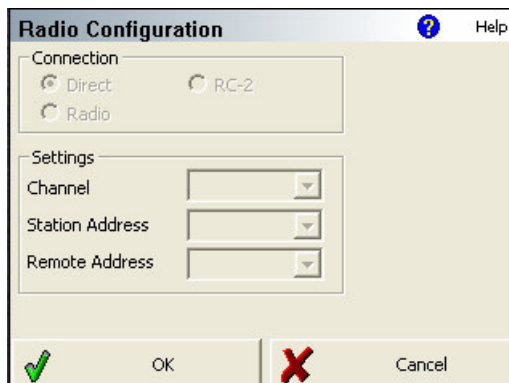 Radio Configuration ? Help
Connection
Direct RC-2
Radio
Settings
Channel
Station Address
Remote Address
OK Cancel